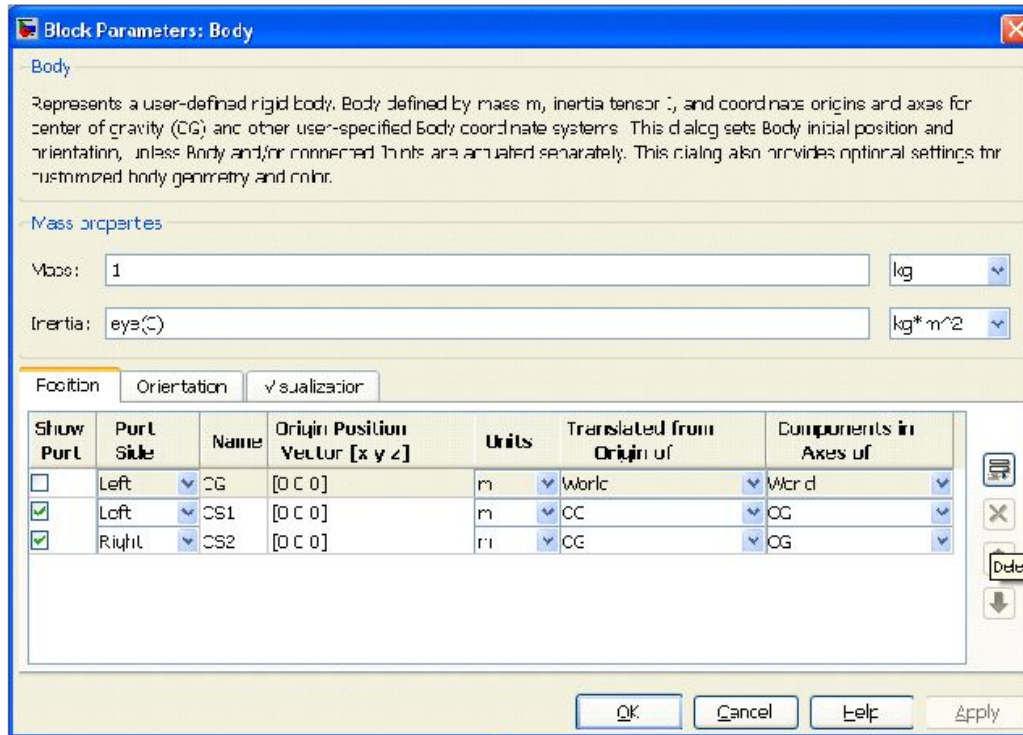 Block Parameters: Body
Body
Represents a user-defined rigid body. Body defined by mass m, inertia tensor I, and coordinate origins and axes for
center of gravity (CG) and other user-specified Body coordinate systems. This dialog sets Body initial position and
orientation, unless Body and/or connected Joints are actuated separately. This dialog also provides optional settings for
customized body geometry and color.
Mass properties
Mass: 1 kg
Inertia: kg*m^2
Position Orientation Visualization
Show Port Port Side Name Origin Position Vector [x y z] Units Translated from Origin of Components in Axes of
Left CG [0 0 0] m World World
Left CS1 [0 0 0] m CG CG
Right CS2 [0 0 0] m CG CG
OK Cancel Help Apply